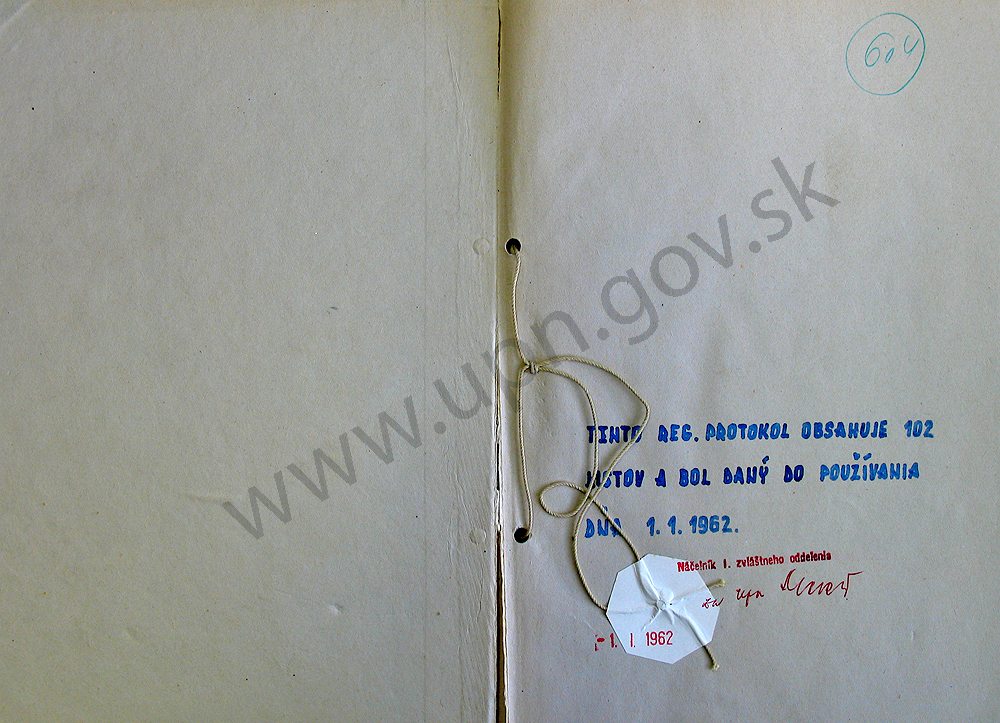 www.upn.gov.sk
TENTO REG. PROTOKOL OBSAHUJE 102
LISTOV A BOL DANÝ DO POUŽÍVANIA
DŇA 1.1.1962.
Náčelník I. zvláštneho oddelenia
- 1. I. 1962